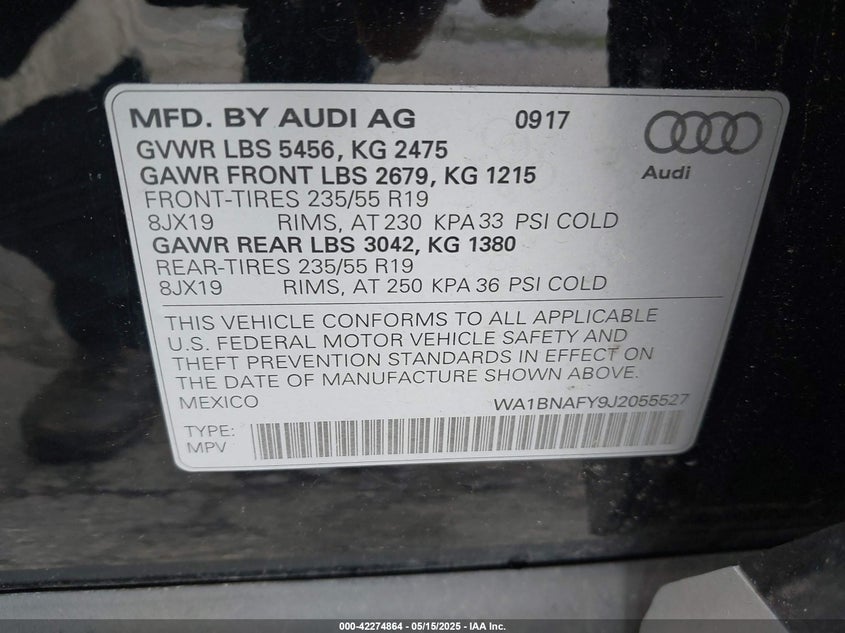 MFD. BY AUDI AG 0917
GVWR LBS 5456, KG 2475
GAWR FRONT LBS 2679, KG 1215
Audi
FRONT-TIRES 235/55 R19
8JX19 RIMS, AT 230 KPA 33 PSI COLD
GAWR REAR LBS 3042, KG 1380
REAR-TIRES 235/55 R19
8JX19 RIMS, AT 250 KPA 36 PSI COLD
THIS VEHICLE CONFORMS TO ALL APPLICABLE
U.S. FEDERAL MOTOR VEHICLE SAFETY AND
THEFT PREVENTION STANDARDS IN EFFECT ON
THE DATE OF MANUFACTURE SHOWN ABOVE.
MEXICO WA1BNAFY9J2055527
TYPE:
MPV
000-42274864 / 05/15/2025 - IAA Inc.